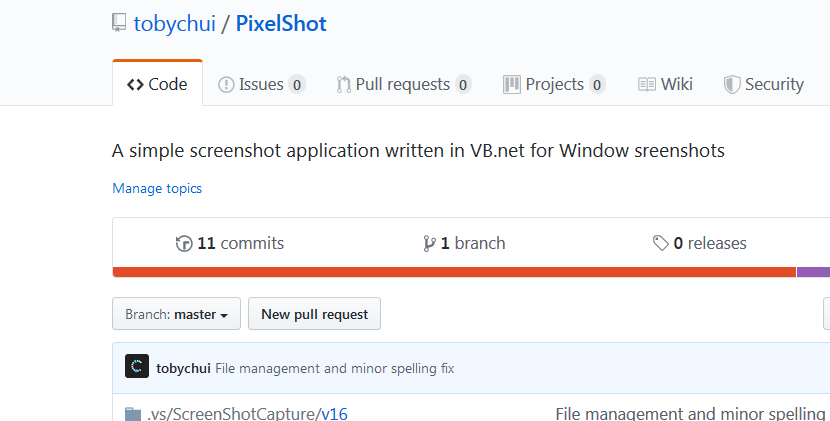 tobychui / PixelShot
Code Issues 0 Pull requests 0 Projects 0 Wiki Security
A simple screenshot application written in VB.net for Window sreenshots
Manage topics
11 commits 1 branch 0 releases
Branch: master New pull request
tobychui File management and minor spelling fix
.vs/ScreenShotCapture/v16 File management and minor spelling